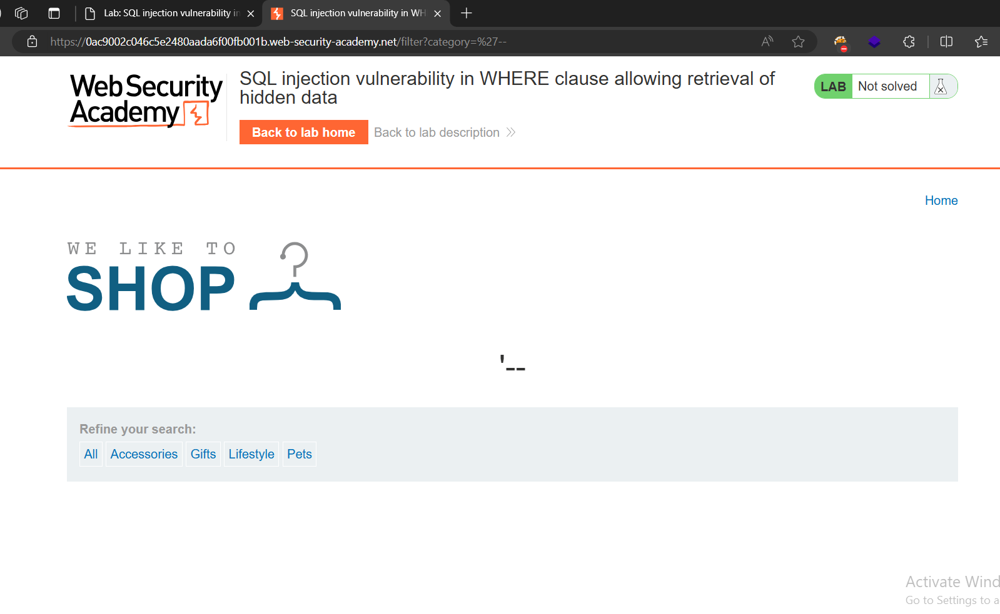 Lab: SQL injection vulnerability in
SQL injection vulnerability in WH
https://0ac9002c046c5e2480aada6f00fb001b.web-security-academy.net/filter?category=%27--
Web Security
Academy
SQL injection vulnerability in WHERE clause allowing retrieval of
hidden data
LAB Not solved
Back to lab home Back to lab description
Home
WE LIKE TO
SHOP
'--
Refine your search:
All Accessories Gifts Lifestyle Pets
Activate Wind
Go to Settings to a